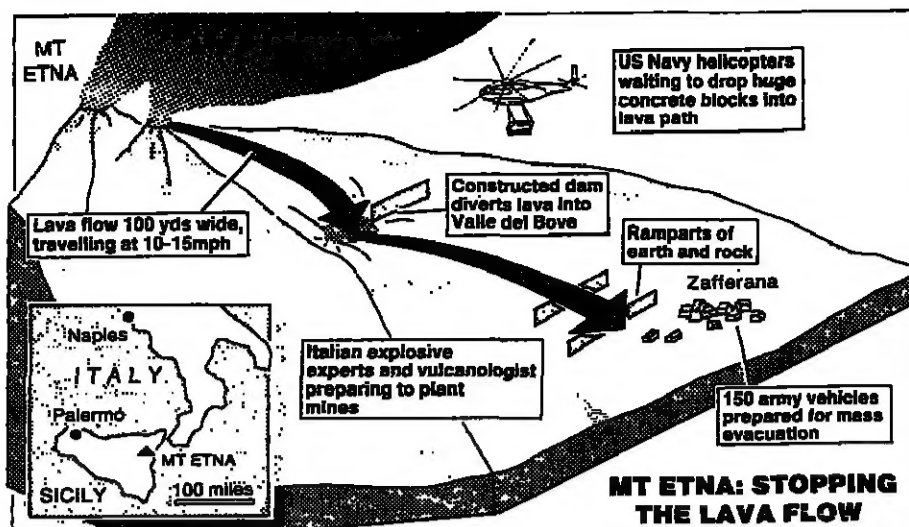 MT
ETNA
US Navy helicopters
waiting to drop huge
concrete blocks into
lava path
Lava flow 100 yds wide,
travelling at 10-15mph
Constructed dam
diverts lava into
Valle del Bove
Ramparts of
earth and rock
Zafferana
Italian explosive
experts and vulcanologist
preparing to plant
mines
150 army vehicles
prepared for mass
evacuation
Naples
ITALY
Palermo
MT ETNA
SICILY
100 miles
MT ETNA: STOPPING
THE LAVA FLOW